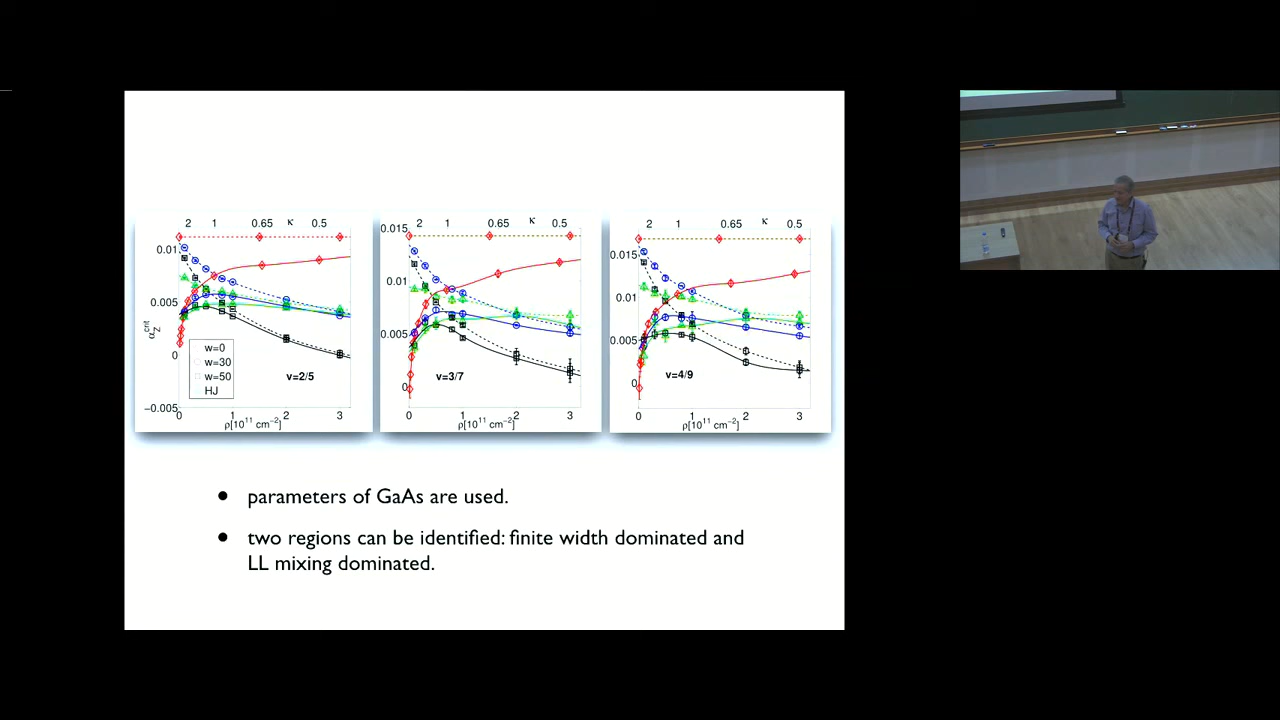 2 1 0.65 κ 0.5
0.01
0.005
0
−0.005
α_Z^crit
w=0
w=30
w=50
HJ
ν=2/5
0 1 2 3
ρ[10^11 cm^−2]
2 1 0.65 κ 0.5
0.015
0.01
0.005
0
ν=3/7
0 1 2 3
ρ[10^11 cm^−2]
2 1 0.65 κ 0.5
0.015
0.01
0.005
0
ν=4/9
0 1 2 3
ρ[10^11 cm^−2]
• parameters of GaAs are used.
• two regions can be identified: finite width dominated and
LL mixing dominated.